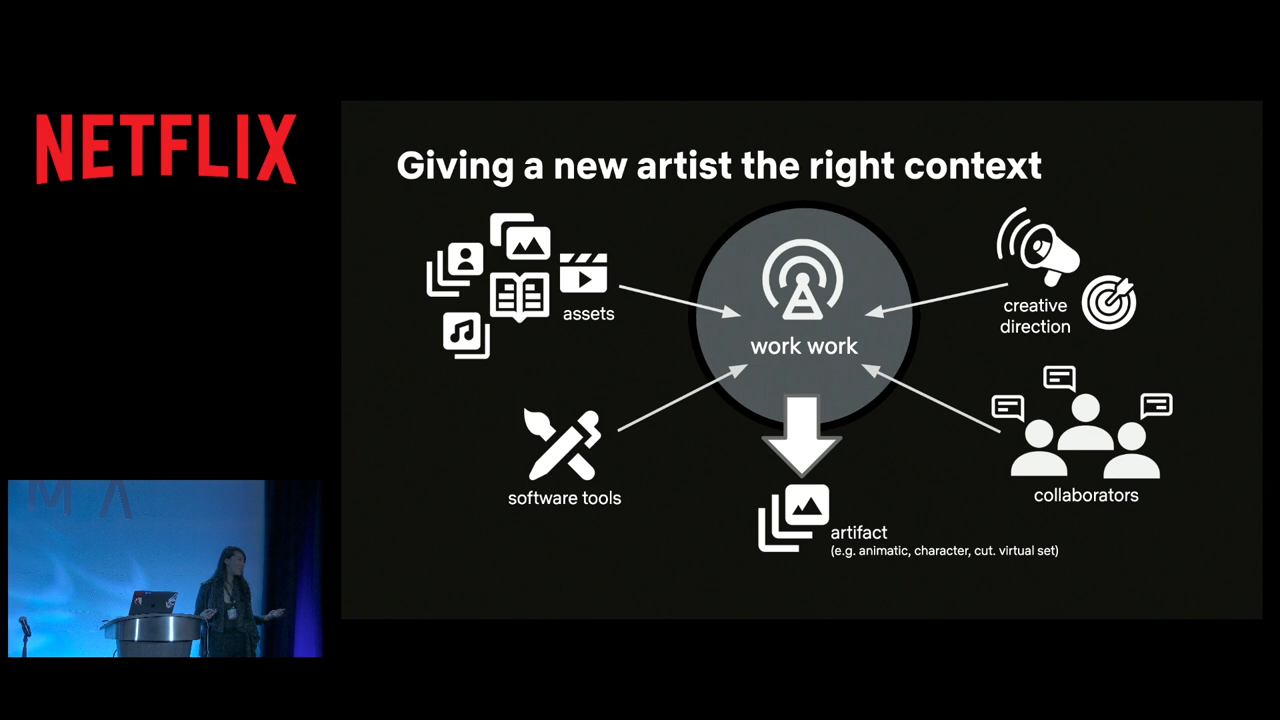 NETFLIX
Giving a new artist the right context
assets
work work
creative
direction
software tools
collaborators
artifact
(e.g. animatic, character, cut. virtual set)
M A